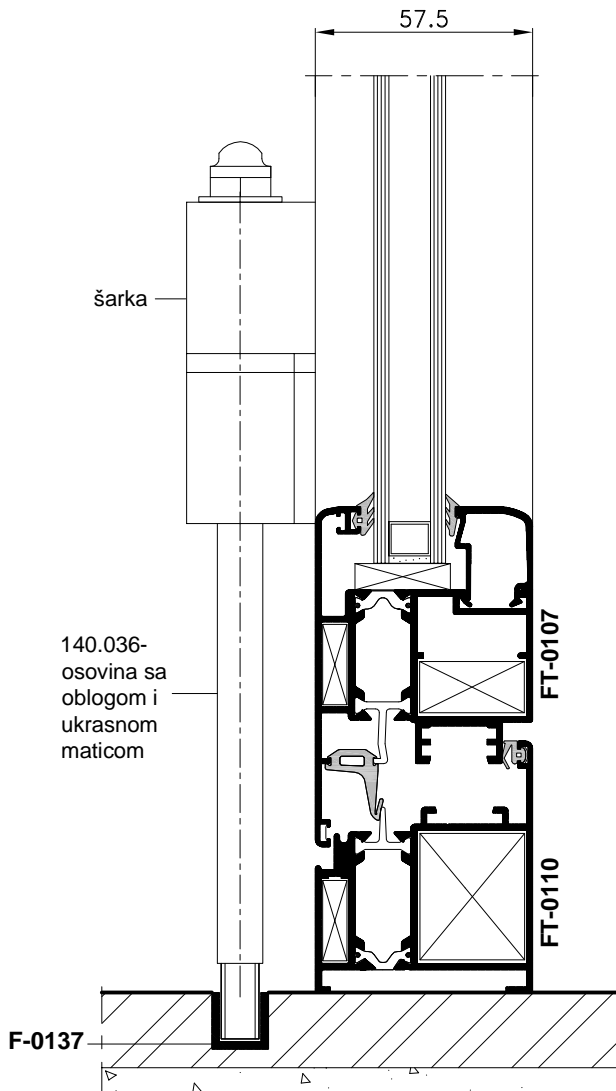 57.5
šarka
140.036-
osovina sa
oblogom i
ukrasnom
maticom
FT-0107
FT-0110
F-0137